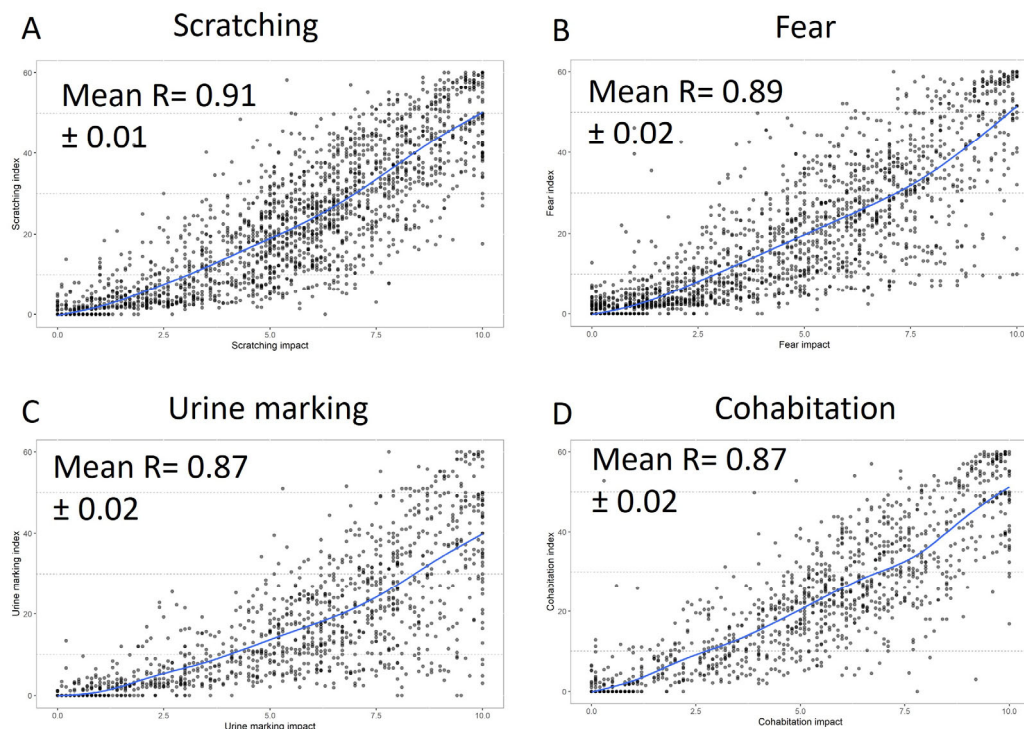 A
Scratching
Mean R= 0.91
± 0.01
Scratching index
60
40
20
0
0.0
2.5
5.0
7.5
10.0
Scratching impact
B
Fear
Mean R= 0.89
± 0.02
Fear index
60
40
20
0
0.0
2.5
5.0
7.5
10.0
Fear impact
C
Urine marking
Mean R= 0.87
± 0.02
Urine marking index
60
40
20
0
0.0
2.5
5.0
7.5
10.0
Urine marking impact
D
Cohabitation
Mean R= 0.87
± 0.02
Cohabitation index
60
40
20
0
0.0
2.5
5.0
7.5
10.0
Cohabitation impact